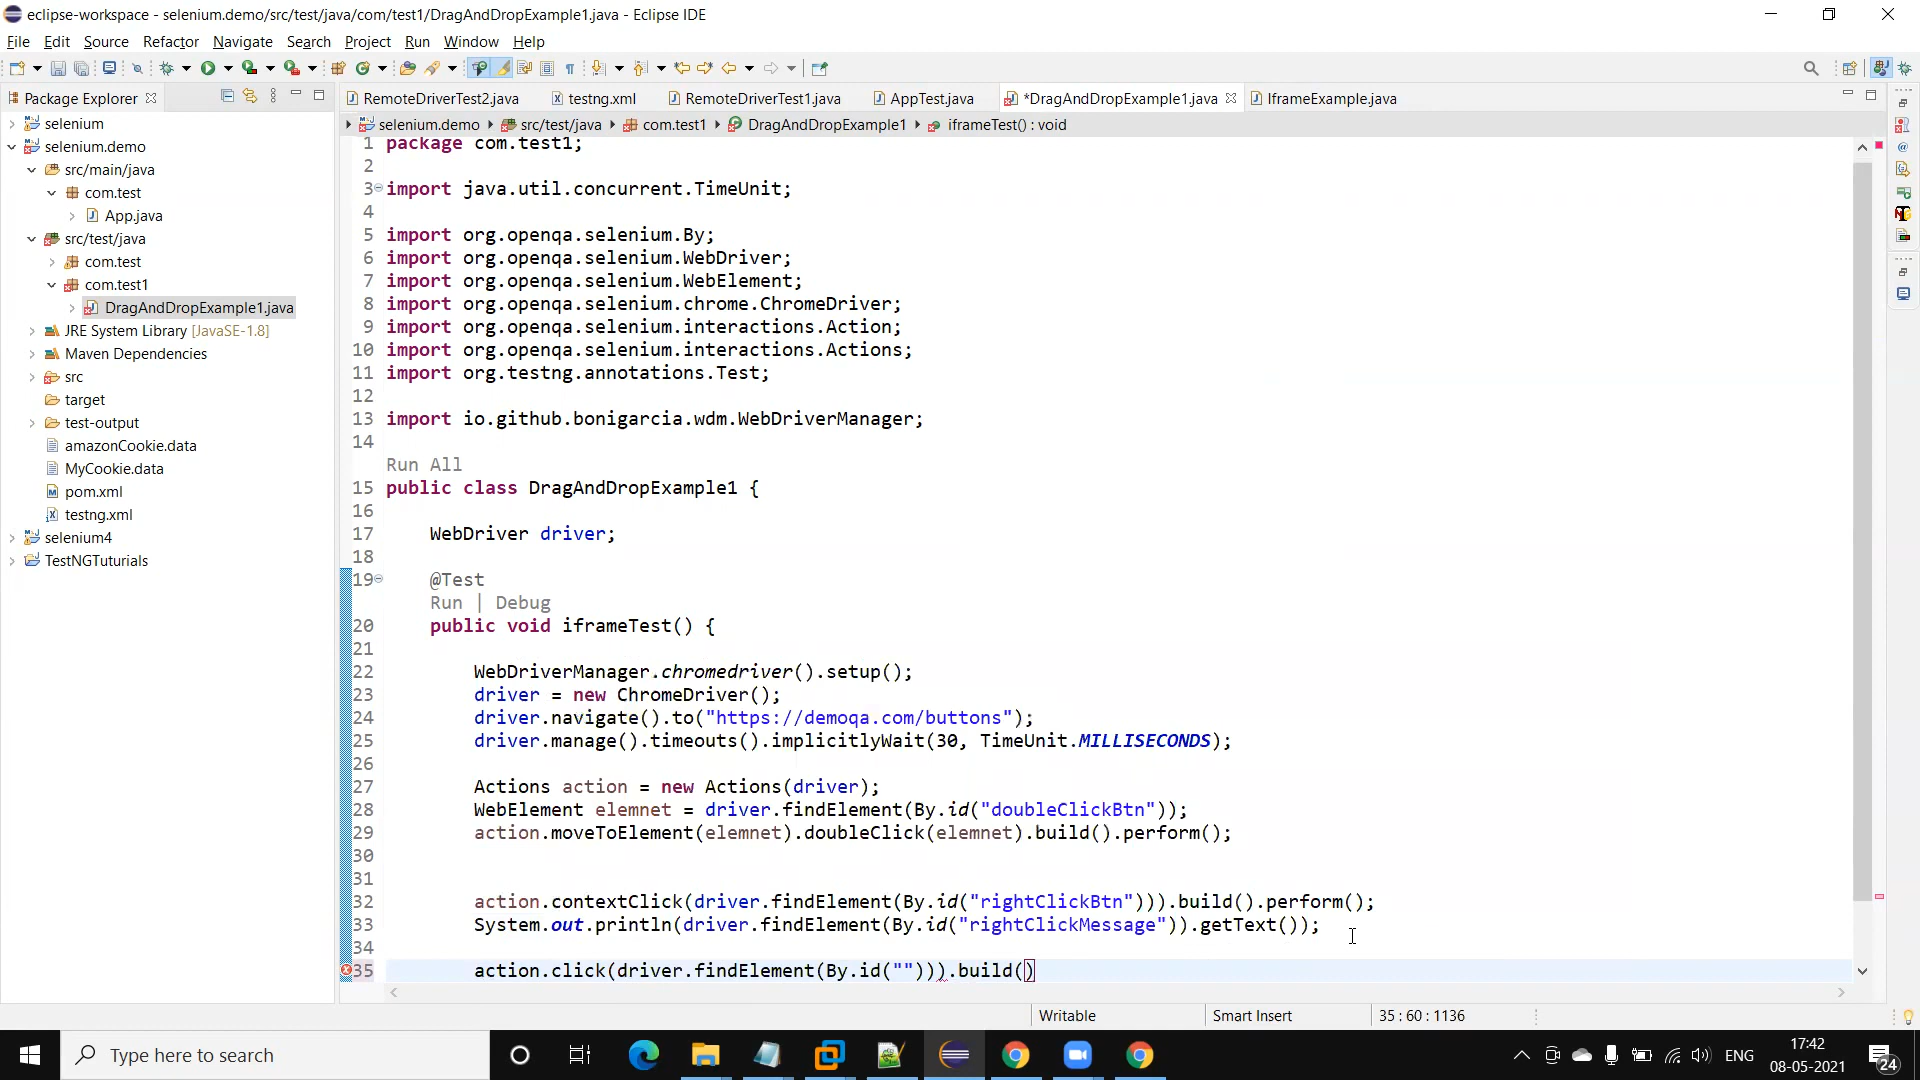 eclipse-workspace - selenium.demo/src/test/java/com/test1/DragAndDropExample1.java - Eclipse IDE
File Edit Source Refactor Navigate Search Project Run Window Help
Package Explorer
RemoteDriverTest2.java testng.xml RemoteDriverTest1.java AppTest.java *DragAndDropExample1.java IframeExample.java
selenium.demo src/test/java com.test1 DragAndDropExample1 iframeTest() : void
selenium
selenium.demo
src/main/java
com.test
App.java
src/test/java
com.test
com.test1
DragAndDropExample1.java
JRE System Library [JavaSE-1.8]
Maven Dependencies
src
target
test-output
amazonCookie.data
MyCookie.data
pom.xml
testng.xml
selenium4
TestNGTuturials
1 package com.test1;
2
3 import java.util.concurrent.TimeUnit;
4
5 import org.openqa.selenium.By;
6 import org.openqa.selenium.WebDriver;
7 import org.openqa.selenium.WebElement;
8 import org.openqa.selenium.chrome.ChromeDriver;
9 import org.openqa.selenium.interactions.Action;
10 import org.openqa.selenium.interactions.Actions;
11 import org.testng.annotations.Test;
12
13 import io.github.bonigarcia.wdm.WebDriverManager;
14
Run All
15 public class DragAndDropExample1 {
16
17 WebDriver driver;
18
19 @Test
Run | Debug
20 public void iframeTest() {
21
22 WebDriverManager.chromedriver().setup();
23 driver = new ChromeDriver();
24 driver.navigate().to("https://demoqa.com/buttons");
25 driver.manage().timeouts().implicitlyWait(30, TimeUnit.MILLISECONDS);
26
27 Actions action = new Actions(driver);
28 WebElement elemnet = driver.findElement(By.id("doubleClickBtn"));
29 action.moveToElement(elemnet).doubleClick(elemnet).build().perform();
30
31
32 action.contextClick(driver.findElement(By.id("rightClickBtn"))).build().perform();
33 System.out.println(driver.findElement(By.id("rightClickMessage")).getText());
34
35 action.click(driver.findElement(By.id(""))).build()
Writable Smart Insert 35 : 60 : 1136
Type here to search
ENG
17:42
08-05-2021
24